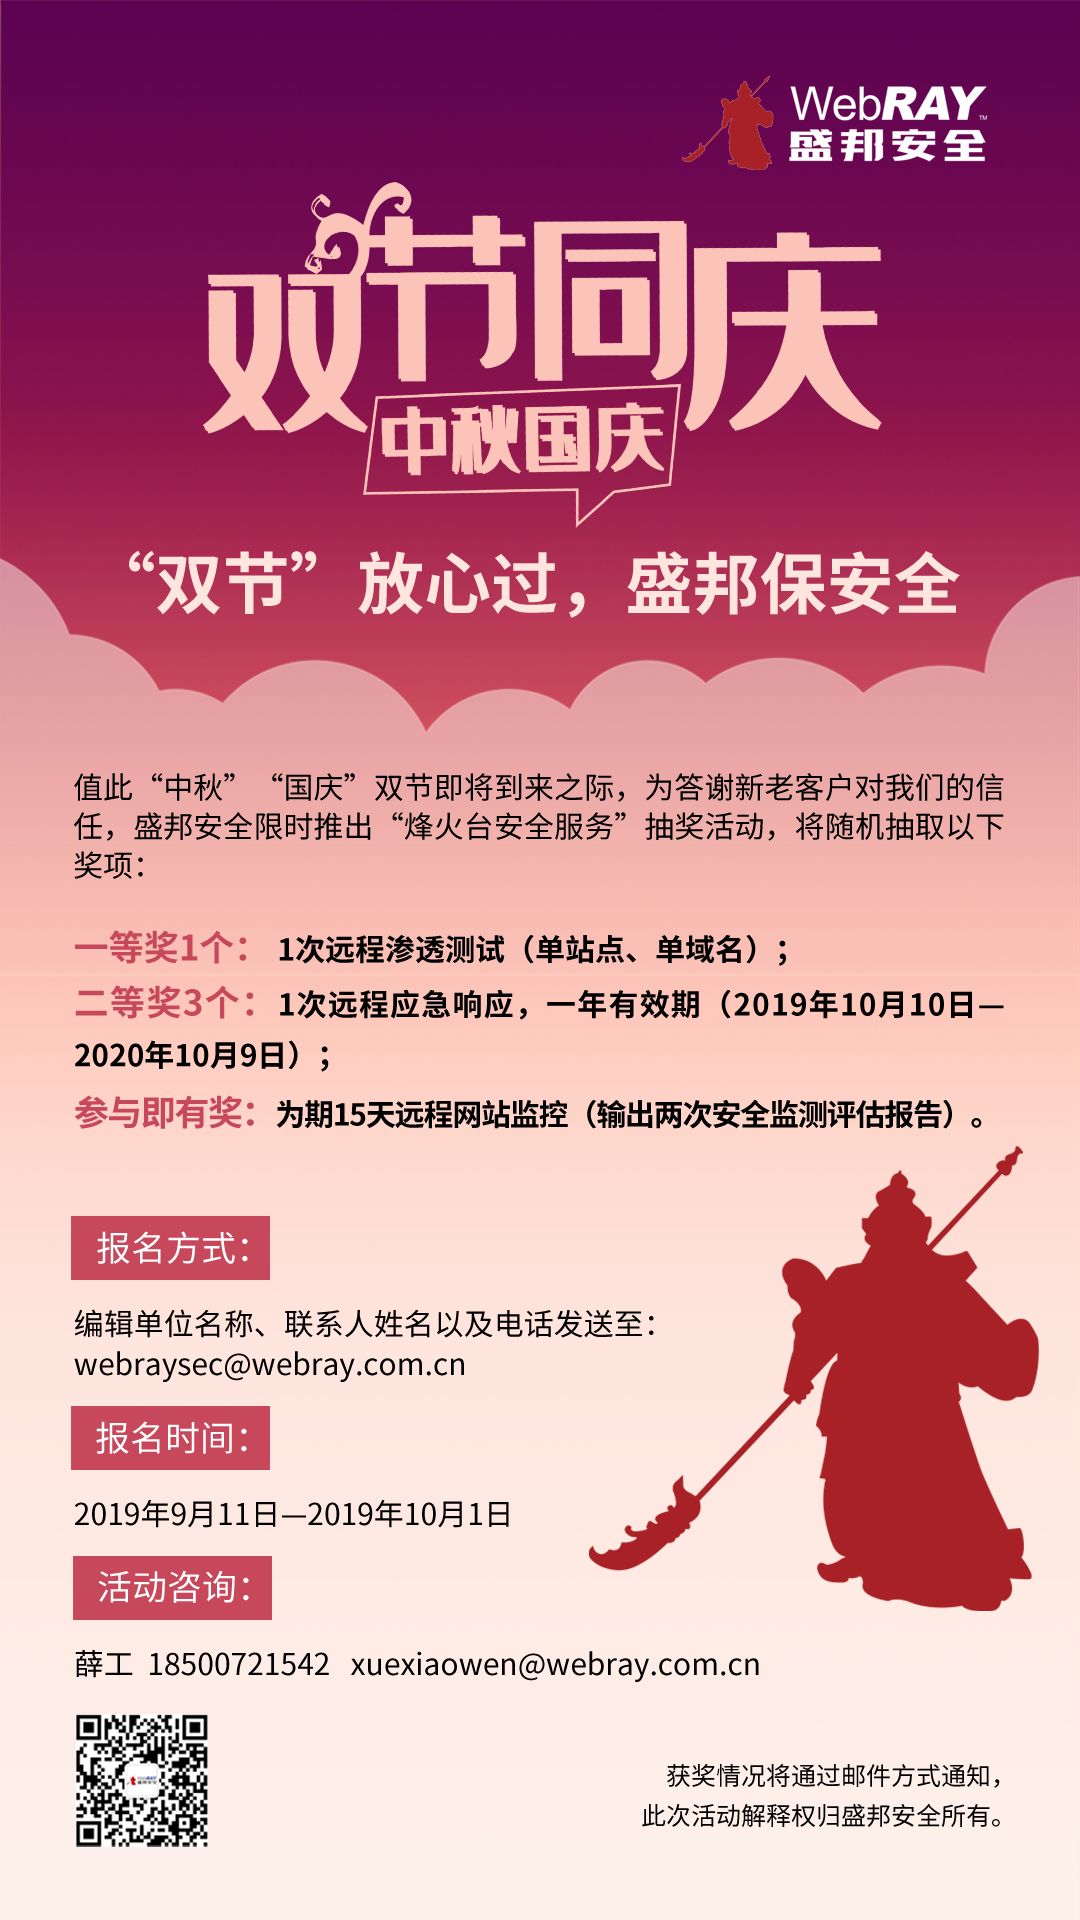 WebRAY™
盛邦安全
双节同庆
中秋国庆
“双节”放心过，盛邦保安全
值此“中秋”“国庆”双节即将到来之际，为答谢新老客户对我们的信
任，盛邦安全限时推出“烽火台安全服务”抽奖活动，将随机抽取以下
奖项：
一等奖1个：1次远程渗透测试（单站点、单域名）；
二等奖3个：1次远程应急响应，一年有效期（2019年10月10日—
2020年10月9日）；
参与即有奖：为期15天远程网站监控（输出两次安全监测评估报告）。
报名方式：
编辑单位名称、联系人姓名以及电话发送至：
webraysec@webray.com.cn
报名时间：
2019年9月11日—2019年10月1日
活动咨询：
薛工 18500721542 xuexiaowen@webray.com.cn
获奖情况将通过邮件方式通知，
此次活动解释权归盛邦安全所有。